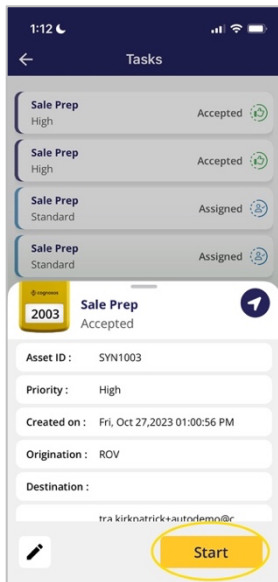 1:12
Tasks
Sale Prep
High
Accepted
Sale Prep
High
Accepted
Sale Prep
Standard
Assigned
Sale Prep
Standard
Assigned
2003
Sale Prep
Accepted
Asset ID : SYN1003
Priority : High
Created on : Fri, Oct 27,2023 01:00:56 PM
Origination : ROV
Destination :
tra.kirkpatrick+autodemo@c
Start